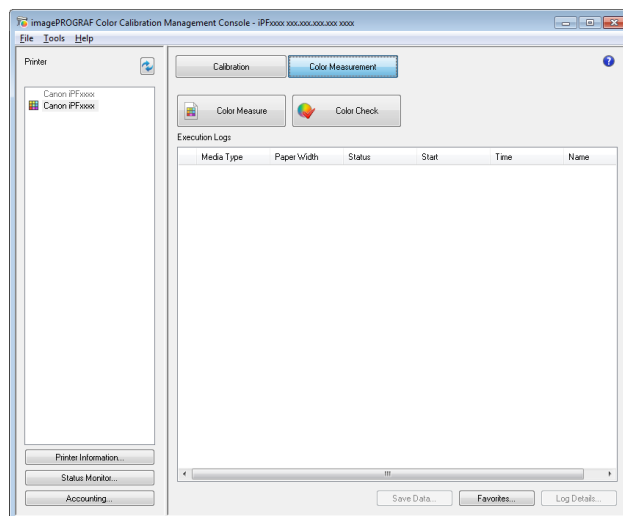 imagePROGRAF Color Calibration Management Console - iPFxxxx xxx.xxx.xxx.xxx xxxx
File Tools Help
Printer
Canon iPFxxxx
Canon iPFxxxx
Printer Information...
Status Monitor...
Accounting...
Calibration Color Measurement
Color Measure Color Check
Execution Logs
Media Type Paper Width Status Start Time Name
Save Data... Favorites... Log Details...